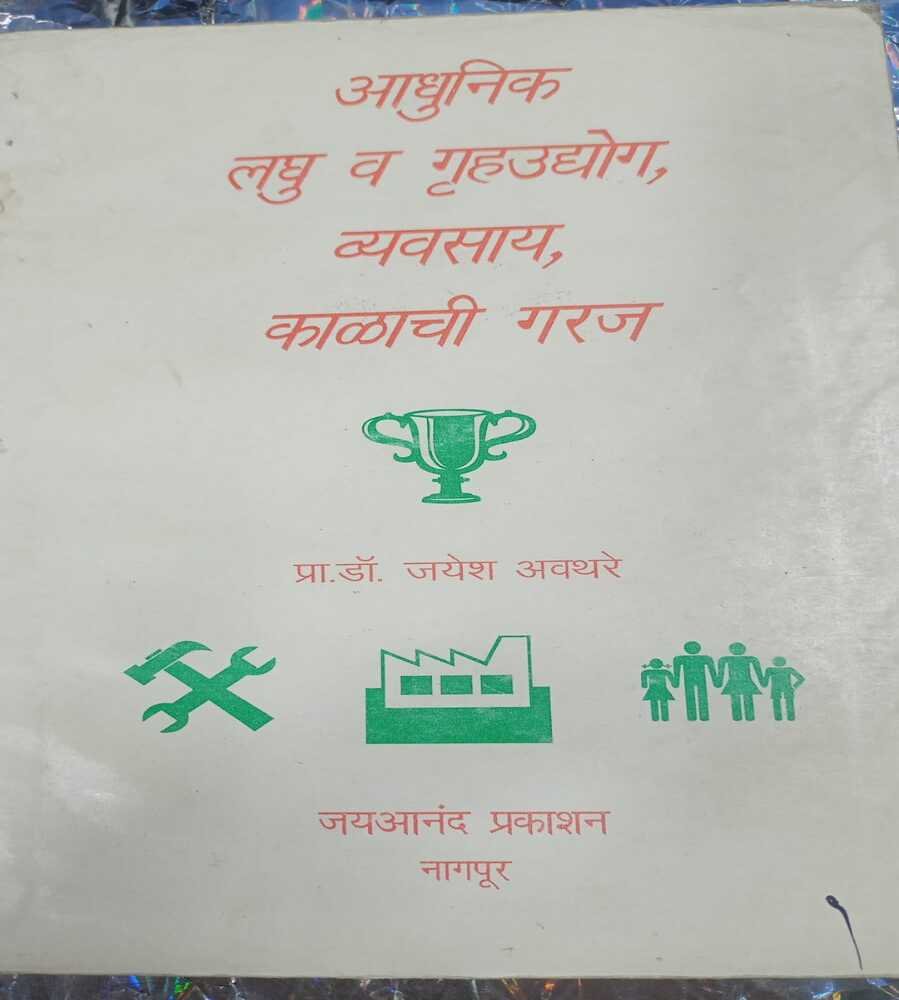 आधुनिक
लघु व गृहउद्योग,
व्यवसाय,
काळाची गरज
प्रा.डॉ. जयेश अवथरे
जयआनंद प्रकाशन
नागपूर